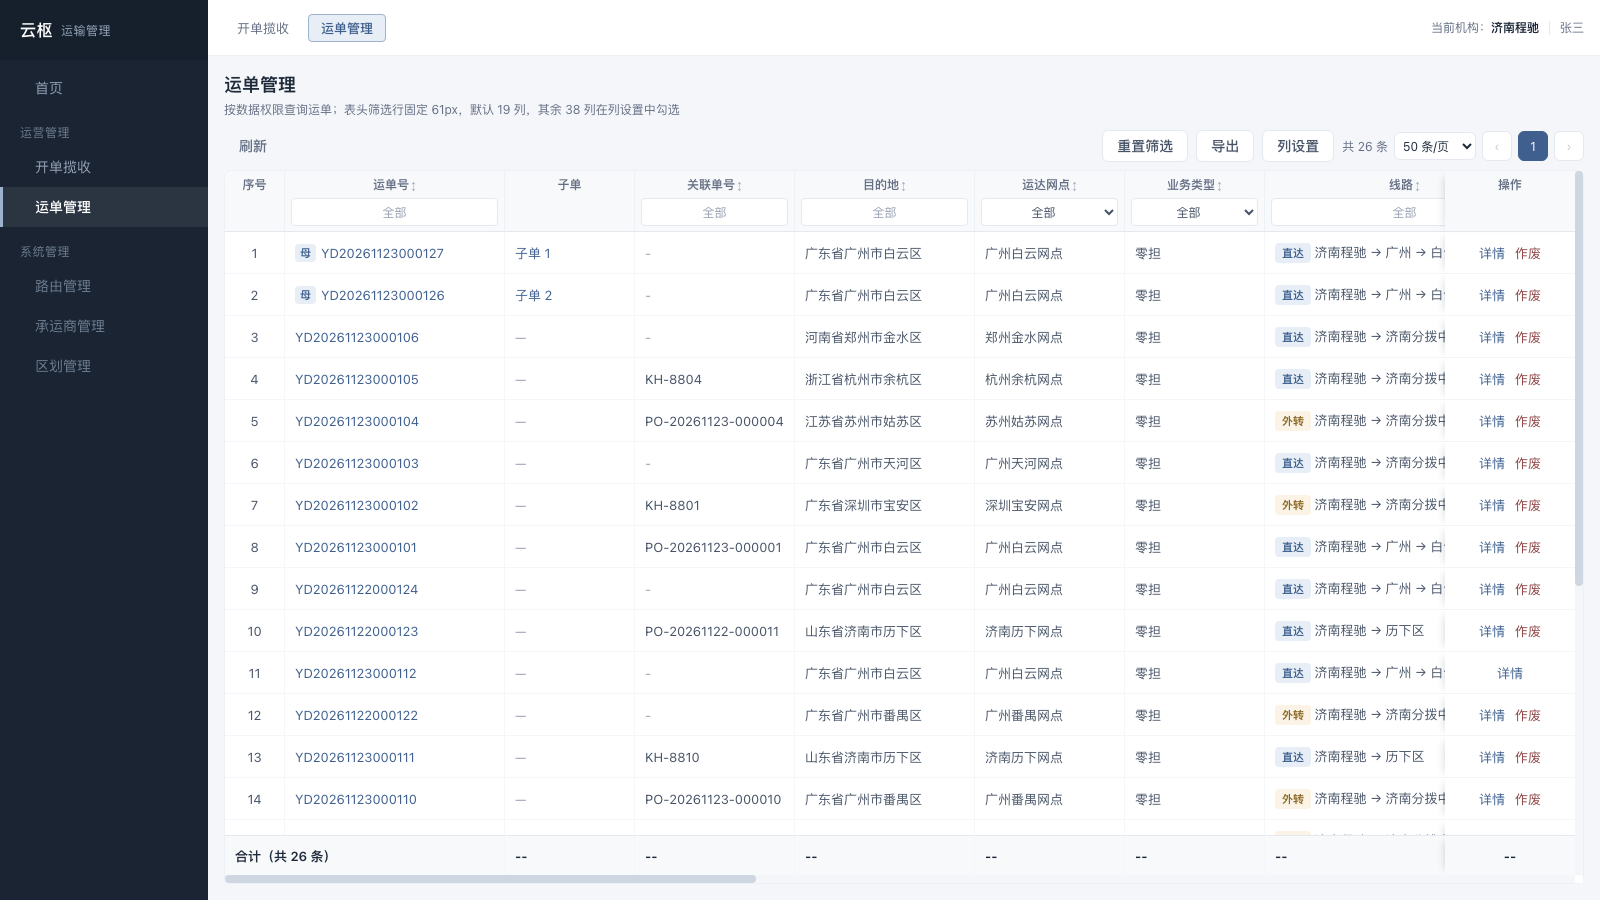 云枢 运输管理
首页
运营管理
开单揽收
运单管理
系统管理
路由管理
承运商管理
区划管理
开单揽收 运单管理
当前机构: 济南程驰 张三
运单管理
按数据权限查询运单；表头筛选行固定 61px，默认 19 列，其余 38 列在列设置中勾选
刷新 重置筛选 导出 列设置 共 26 条 50 条/页 ‹ 1 ›
序号 运单号↕ 子单 关联单号↕ 目的地↕ 运达网点↕ 业务类型↕ 线路↕ 操作
全部 全部 全部 全部 全部 全部
1 母 YD20261123000127 子单 1 - 广东省广州市白云区 广州白云网点 零担 直达 济南程驰 → 广州 → 白 详情 作废
2 母 YD20261123000126 子单 2 - 广东省广州市白云区 广州白云网点 零担 直达 济南程驰 → 广州 → 白 详情 作废
3 YD20261123000106 — - 河南省郑州市金水区 郑州金水网点 零担 直达 济南程驰 → 济南分拨中 详情 作废
4 YD20261123000105 — KH-8804 浙江省杭州市余杭区 杭州余杭网点 零担 直达 济南程驰 → 济南分拨中 详情 作废
5 YD20261123000104 — PO-20261123-000004 江苏省苏州市姑苏区 苏州姑苏网点 零担 外转 济南程驰 → 济南分拨中 详情 作废
6 YD20261123000103 — - 广东省广州市天河区 广州天河网点 零担 直达 济南程驰 → 济南分拨中 详情 作废
7 YD20261123000102 — KH-8801 广东省深圳市宝安区 深圳宝安网点 零担 外转 济南程驰 → 济南分拨中 详情 作废
8 YD20261123000101 — PO-20261123-000001 广东省广州市白云区 广州白云网点 零担 直达 济南程驰 → 广州 → 白 详情 作废
9 YD20261122000124 — - 广东省广州市白云区 广州白云网点 零担 直达 济南程驰 → 广州 → 白 详情 作废
10 YD20261122000123 — PO-20261122-000011 山东省济南市历下区 济南历下网点 零担 直达 济南程驰 → 历下区 详情 作废
11 YD20261122000112 — - 广东省广州市白云区 广州白云网点 零担 直达 济南程驰 → 广州 → 白 详情
12 YD20261122000122 — - 广东省广州市番禺区 广州番禺网点 零担 外转 济南程驰 → 济南分拨中 详情 作废
13 YD20261123000111 — KH-8810 山东省济南市历下区 济南历下网点 零担 直达 济南程驰 → 历下区 详情 作废
14 YD20261123000110 — PO-20261123-000010 广东省广州市番禺区 广州番禺网点 零担 外转 济南程驰 → 济南分拨中 详情 作废
合计（共 26 条） -- -- -- -- -- -- --